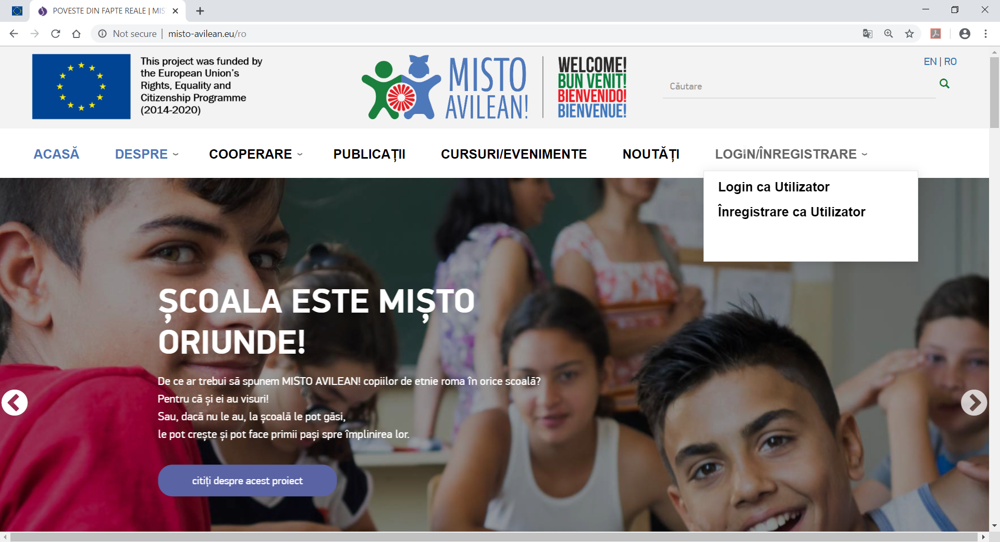 POVESTE DIN FAPTE REALE | MIS
Not secure | misto-avilean.eu/ro
This project was funded by
the European Union's
Rights, Equality and
Citizenship Programme
(2014-2020)
MISTO
AVILEAN!
WELCOME!
BUN VENIT!
BIENVENIDO!
BIENVENUE!
EN | RO
Căutare
ACASĂ DESPRE COOPERARE PUBLICAȚII CURSURI/EVENIMENTE NOUTĂȚI LOGIN/ÎNREGISTRARE
Login ca Utilizator
Înregistrare ca Utilizator
ȘCOALA ESTE MIȘTO
ORIUNDE!
De ce ar trebui să spunem MISTO AVILEAN! copiilor de etnie roma în orice scoală?
Pentru că și ei au visuri!
Sau, dacă nu le au, la școală le pot găsi,
le pot crește și pot face primii pași spre împlinirea lor.
citiți despre acest proiect